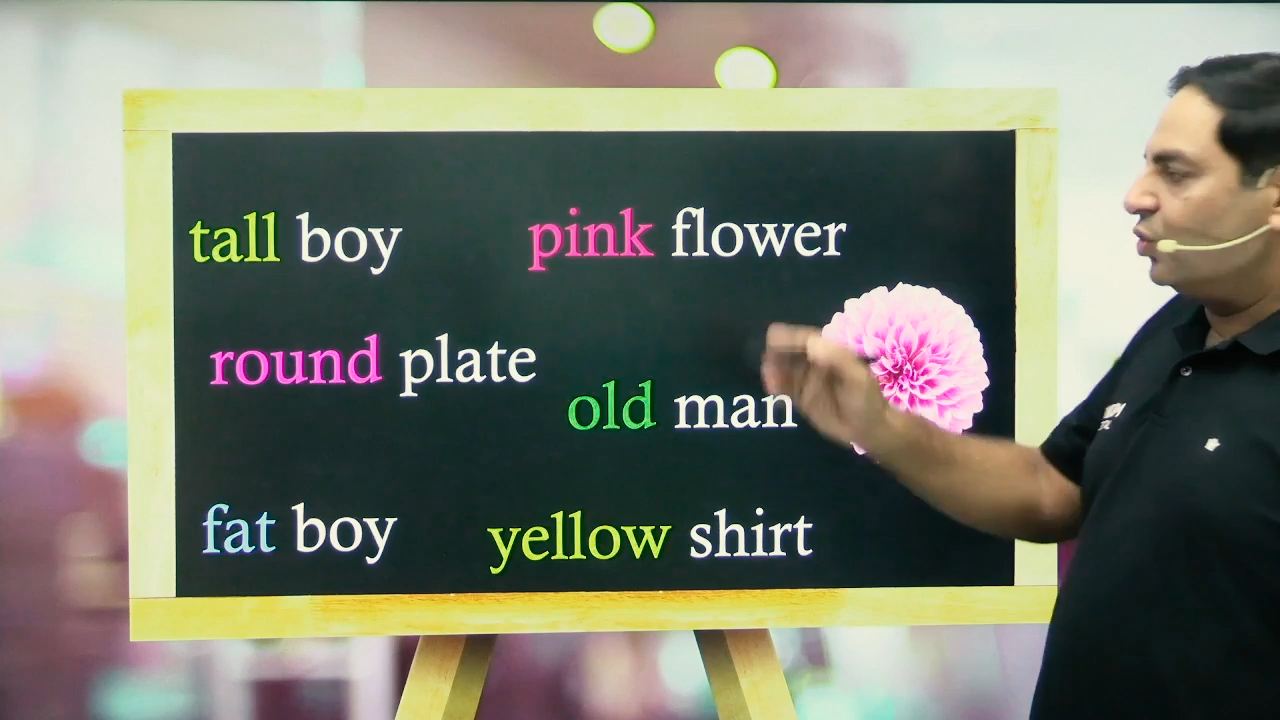 tall boy
pink flower
round plate
old man
fat boy
yellow shirt